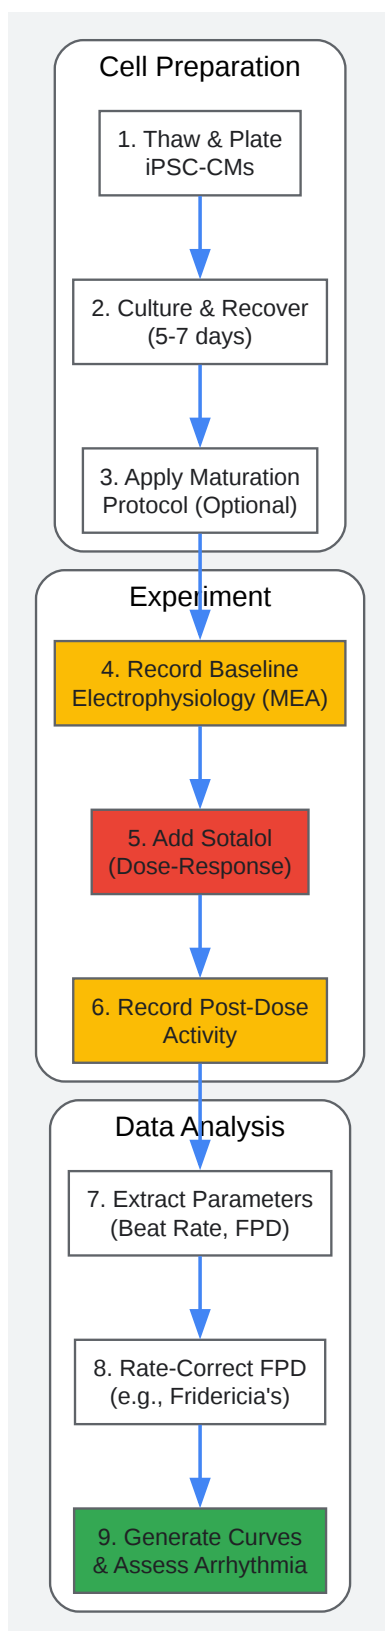 Cell Preparation
1. Thaw & Plate
iPSC-CMs
2. Culture & Recover
(5-7 days)
3. Apply Maturation
Protocol (Optional)
Experiment
4. Record Baseline
Electrophysiology (MEA)
5. Add Sotalol
(Dose-Response)
6. Record Post-Dose
Activity
Data Analysis
7. Extract Parameters
(Beat Rate, FPD)
8. Rate-Correct FPD
(e.g., Fridericia's)
9. Generate Curves
& Assess Arrhythmia